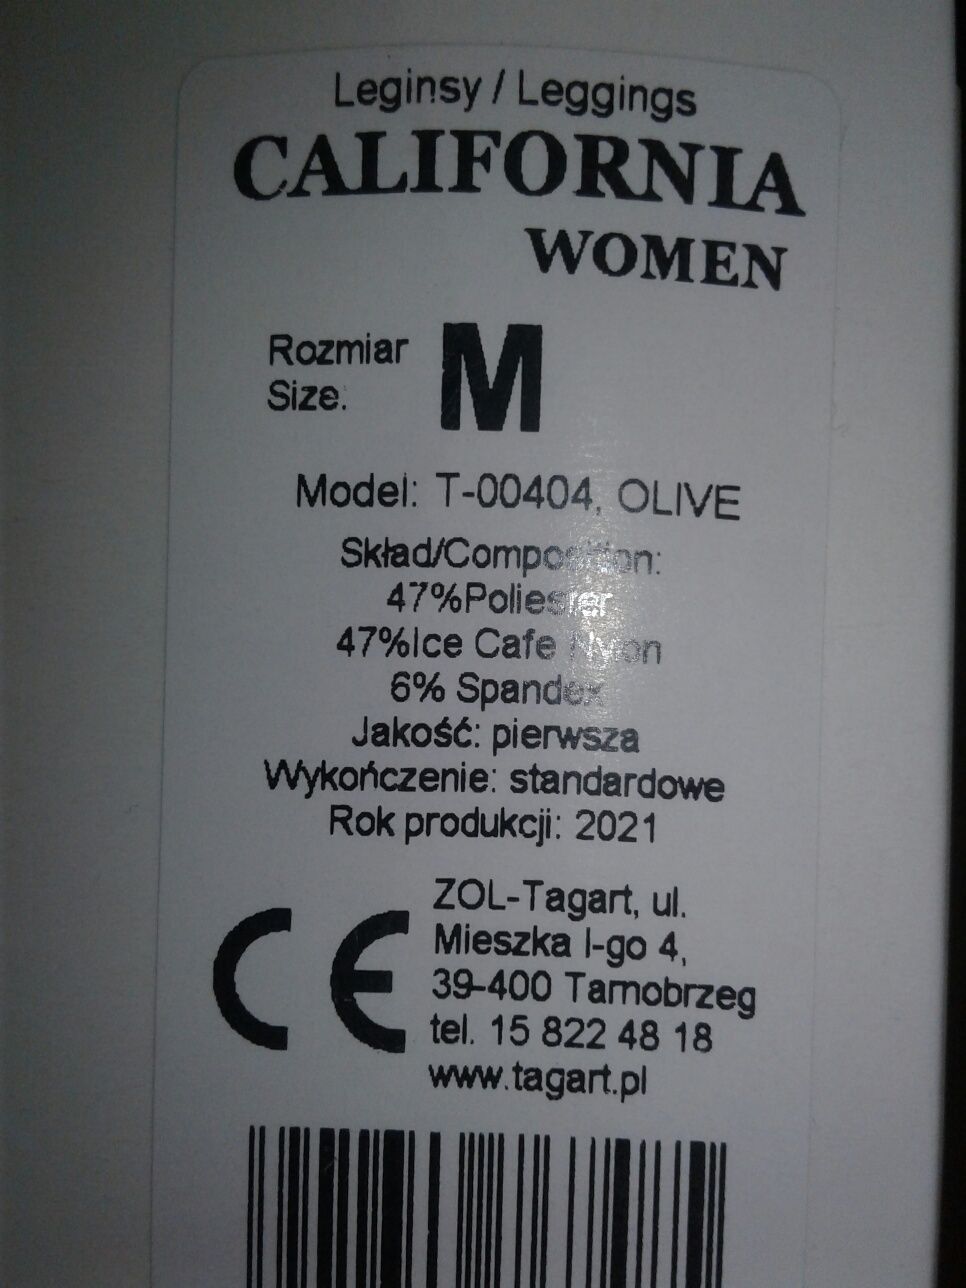 Leginsy / Leggings
CALIFORNIA
WOMEN
Rozmiar
Size:
M
Model: T-00404, OLIVE
Skład/Composition:
47%Poliester
47%Ice Cafe Nylon
6% Spandex
Jakość: pierwsza
Wykończenie: standardowe
Rok produkcji: 2021
CE
ZOL-Tagart, ul.
Mieszka I-go 4,
39-400 Tarnobrzeg
tel. 15 822 48 18
www.tagart.pl